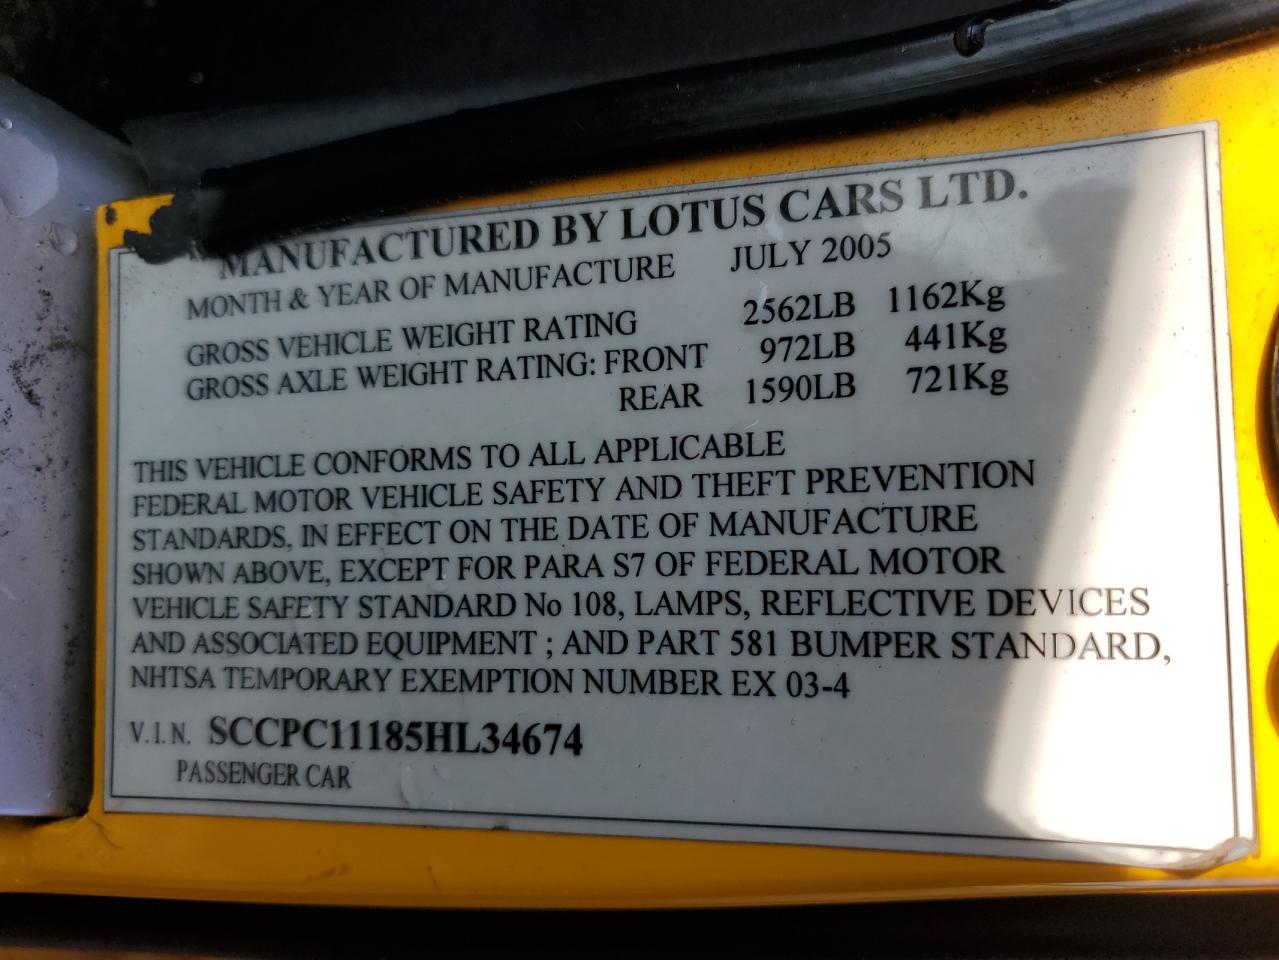 MANUFACTURED BY LOTUS CARS LTD.
MONTH & YEAR OF MANUFACTURE JULY 2005
GROSS VEHICLE WEIGHT RATING 2562LB 1162Kg
GROSS AXLE WEIGHT RATING: FRONT 972LB 441Kg
REAR 1590LB 721Kg
THIS VEHICLE CONFORMS TO ALL APPLICABLE
FEDERAL MOTOR VEHICLE SAFETY AND THEFT PREVENTION
STANDARDS, IN EFFECT ON THE DATE OF MANUFACTURE
SHOWN ABOVE, EXCEPT FOR PARA S7 OF FEDERAL MOTOR
VEHICLE SAFETY STANDARD No 108, LAMPS, REFLECTIVE DEVICES
AND ASSOCIATED EQUIPMENT ; AND PART 581 BUMPER STANDARD,
NHTSA TEMPORARY EXEMPTION NUMBER EX 03-4
V.I.N. SCCPC11185HL34674
PASSENGER CAR